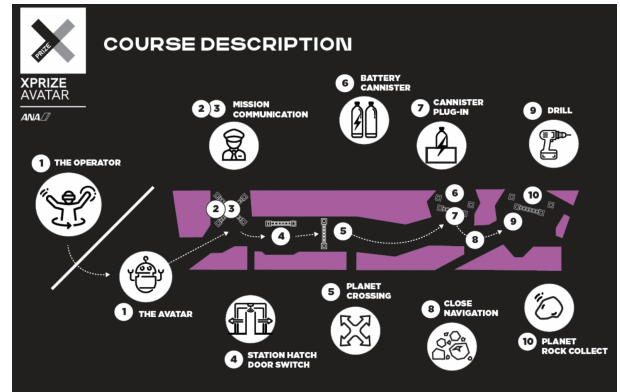 PRIZE
XPRIZE
AVATAR
ANA
COURSE DESCRIPTION
1 THE OPERATOR
2 3 MISSION
COMMUNICATION
6 BATTERY
CANNISTER
7 CANNISTER
PLUG-IN
9 DRILL
2 3
4
5
6
7
8
9
10
1 THE AVATAR
4 STATION HATCH
DOOR SWITCH
5 PLANET
CROSSING
8 CLOSE
NAVIGATION
10 PLANET
ROCK COLLECT